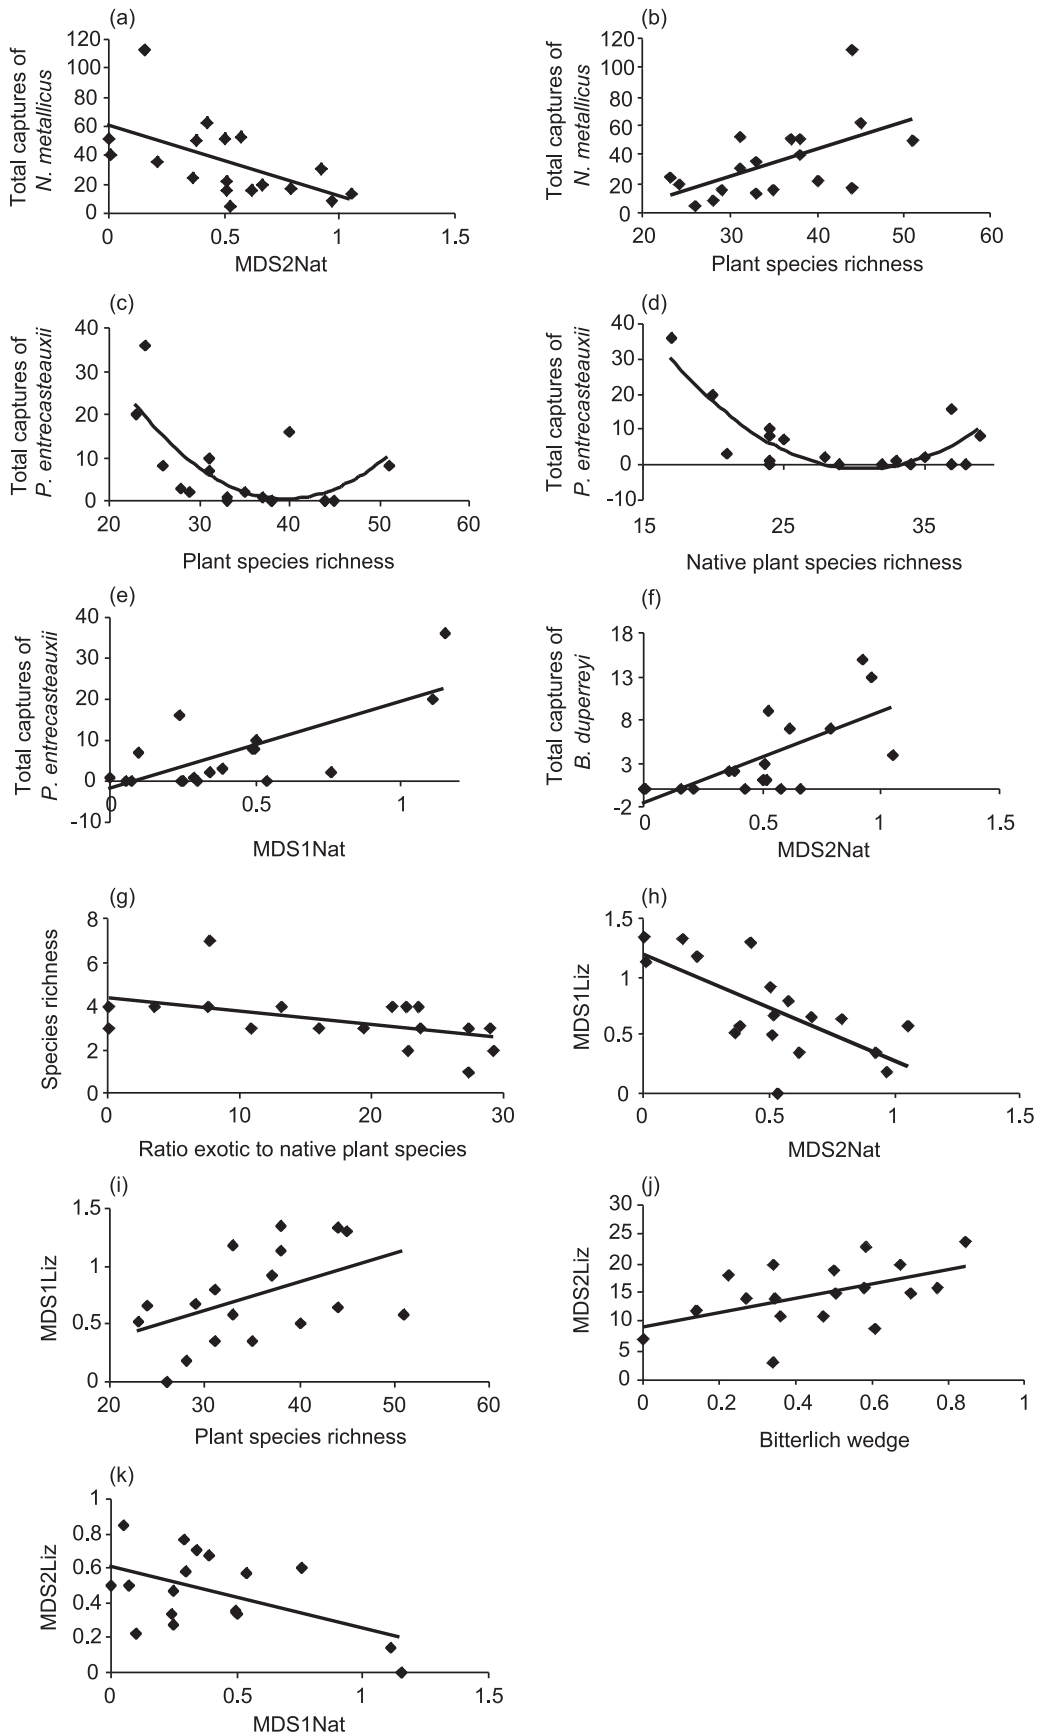 (a)
Total captures of
N. metallicus
120
100
80
60
40
20
0
0 0.5 1 1.5
MDS2Nat
(b)
Total captures of
N. metallicus
120
100
80
60
40
20
0
20 30 40 50 60
Plant species richness
(c)
Total captures of
P. entrecasteauxii
40
30
20
10
0
20 30 40 50 60
Plant species richness
(d)
Total captures of
P. entrecasteauxii
40
30
20
10
0
-10
15 25 35
Native plant species richness
(e)
Total captures of
P. entrecasteauxii
40
30
20
10
0
-10
0 0.5 1
MDS1Nat
(f)
Total captures of
B. duperreyi
18
13
8
3
-2
0 0.5 1 1.5
MDS2Nat
(g)
Species richness
8
6
4
2
0
0 10 20 30
Ratio exotic to native plant species
(h)
MDS1Liz
1.5
1
0.5
0
0 0.5 1 1.5
MDS2Nat
(i)
MDS1Liz
1.5
1
0.5
0
20 30 40 50 60
Plant species richness
(j)
MDS2Liz
30
25
20
15
10
5
0
0 0.2 0.4 0.6 0.8 1
Bitterlich wedge
(k)
MDS2Liz
1
0.8
0.6
0.4
0.2
0
0 0.5 1 1.5
MDS1Nat